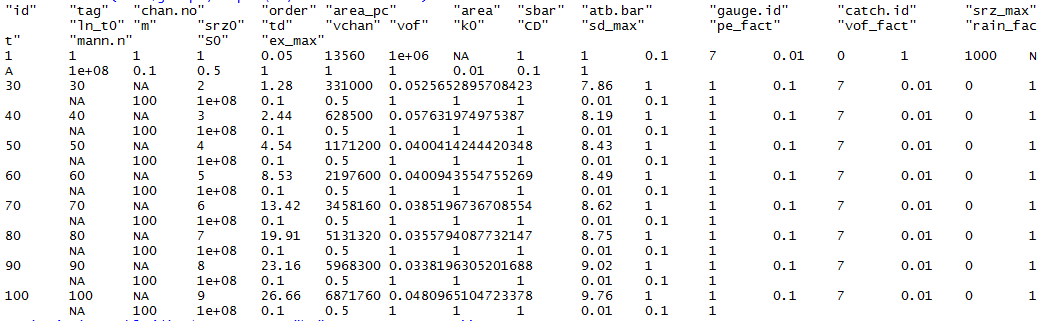 "id" "tag" "chan.no" "order" "area_pc" "area" "sbar" "atb.bar" "gauge.id" "catch.id" "srz_max"
"ln_t0" "m" "srz0" "td" "vchan" "vof" "k0" "CD" "sd_max" "pe_fact" "vof_fact" "rain_fac
t" "mann.n" "S0" "ex_max"
1 1 1 1 0.05 13560 1e+06 NA 1 1 0.1 7 0.01 0 1 1000 N
A 1e+08 0.1 0.5 1 1 1 0.01 0.1 1
30 30 NA 2 1.28 331000 0.0525652895708423 7.86 1 1 0.1 7 0.01 0 1
NA 100 1e+08 0.1 0.5 1 1 1 0.01 0.1 1
40 40 NA 3 2.44 628500 0.057631974975387 8.19 1 1 0.1 7 0.01 0 1
NA 100 1e+08 0.1 0.5 1 1 1 0.01 0.1 1
50 50 NA 4 4.54 1171200 0.0400414244420348 8.43 1 1 0.1 7 0.01 0 1
NA 100 1e+08 0.1 0.5 1 1 1 0.01 0.1 1
60 60 NA 5 8.53 2197600 0.0400943554755269 8.49 1 1 0.1 7 0.01 0 1
NA 100 1e+08 0.1 0.5 1 1 1 0.01 0.1 1
70 70 NA 6 13.42 3458160 0.0385196736708554 8.62 1 1 0.1 7 0.01 0 1
NA 100 1e+08 0.1 0.5 1 1 1 0.01 0.1 1
80 80 NA 7 19.91 5131320 0.0355794087732147 8.75 1 1 0.1 7 0.01 0 1
NA 100 1e+08 0.1 0.5 1 1 1 0.01 0.1 1
90 90 NA 8 23.16 5968300 0.0338196305201688 9.02 1 1 0.1 7 0.01 0 1
NA 100 1e+08 0.1 0.5 1 1 1 0.01 0.1 1
100 100 NA 9 26.66 6871760 0.0480965104723378 9.76 1 1 0.1 7 0.01 0 1
NA 100 1e+08 0.1 0.5 1 1 1 0.01 0.1 1